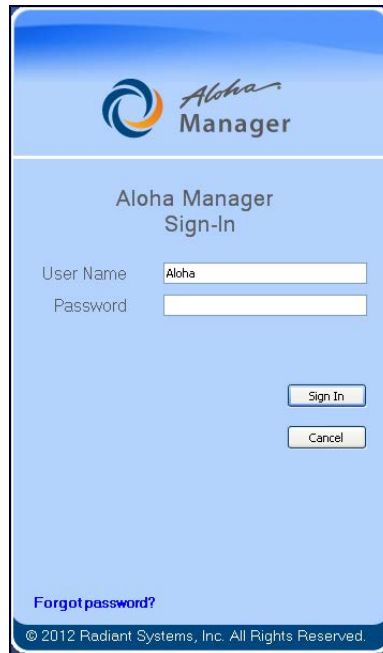 Aloha
Manager
Aloha Manager
Sign-In
User Name Aloha
Password
Sign In
Cancel
Forgot password?
© 2012 Radiant Systems, Inc. All Rights Reserved.